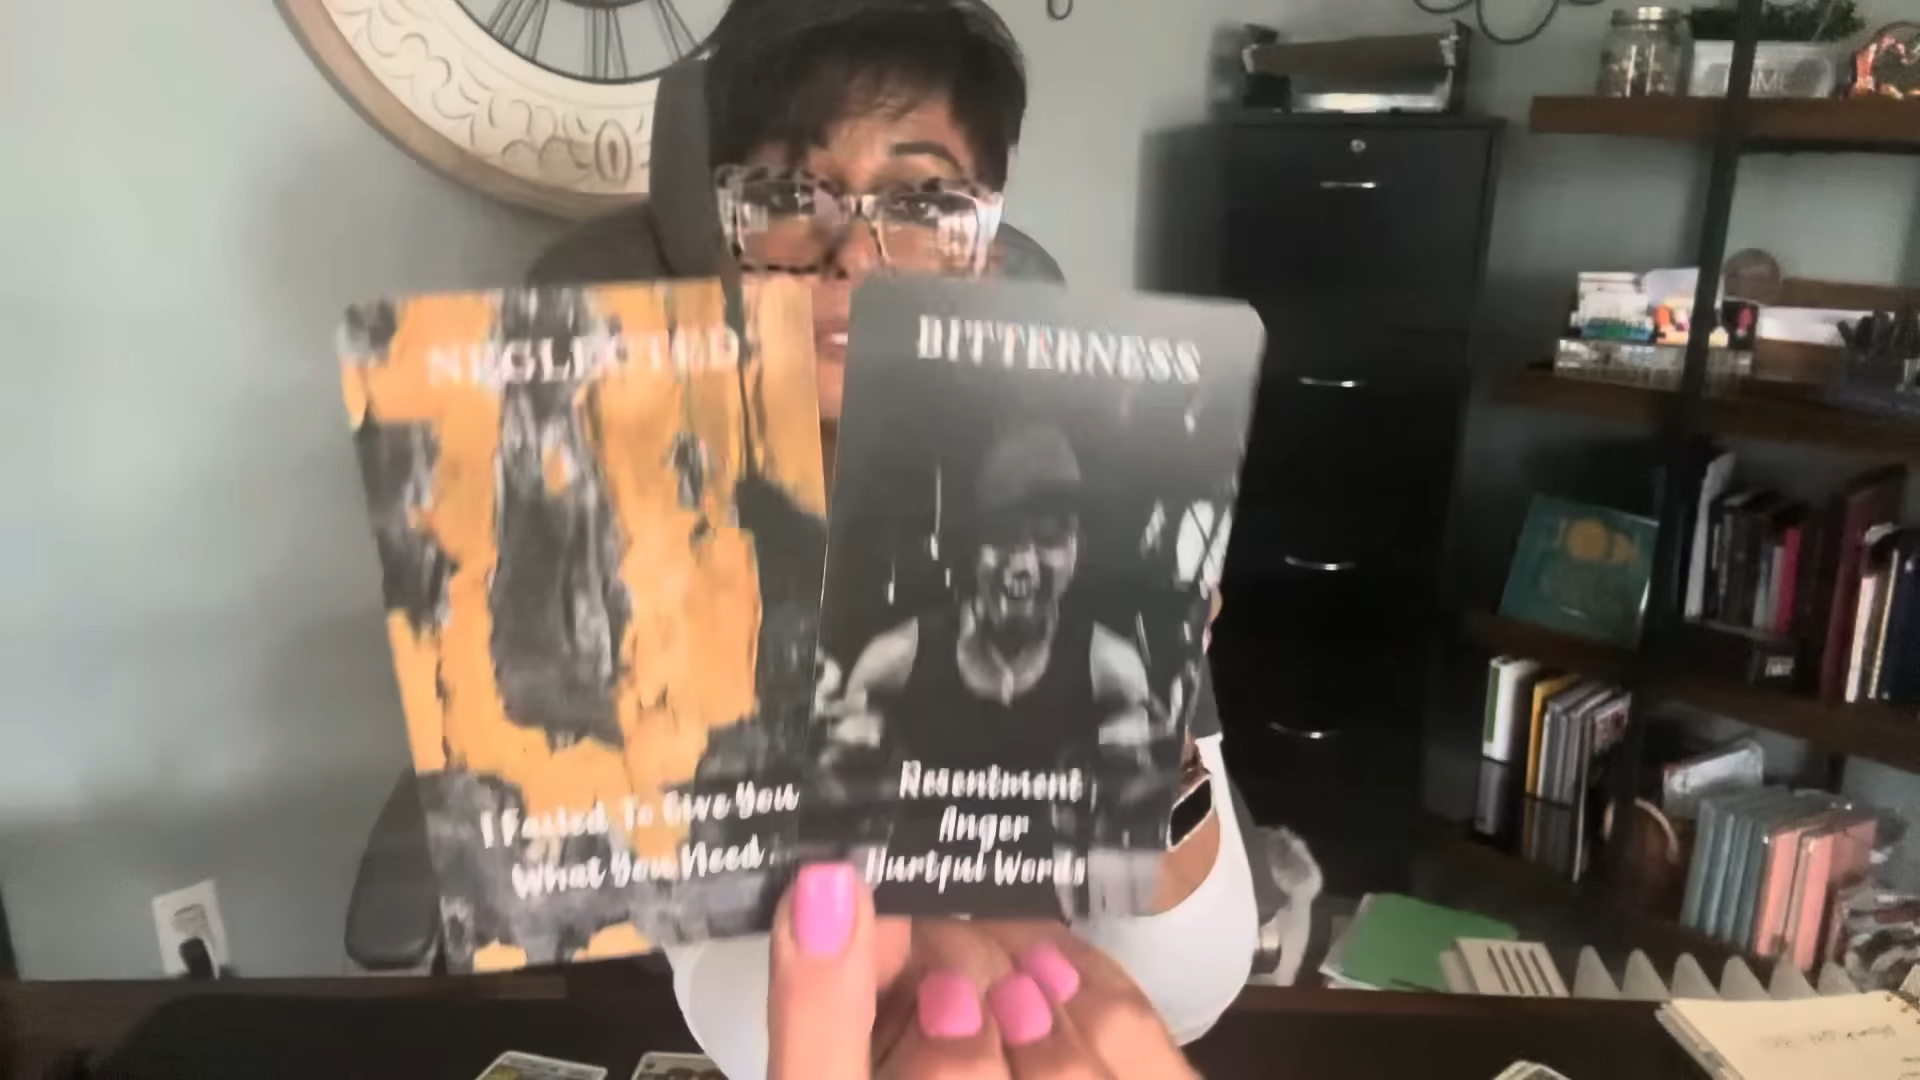 NEGLECTED
I Failed To Give You
What You Need
BITTERNESS
Resentment
Anger
Hurtful Words